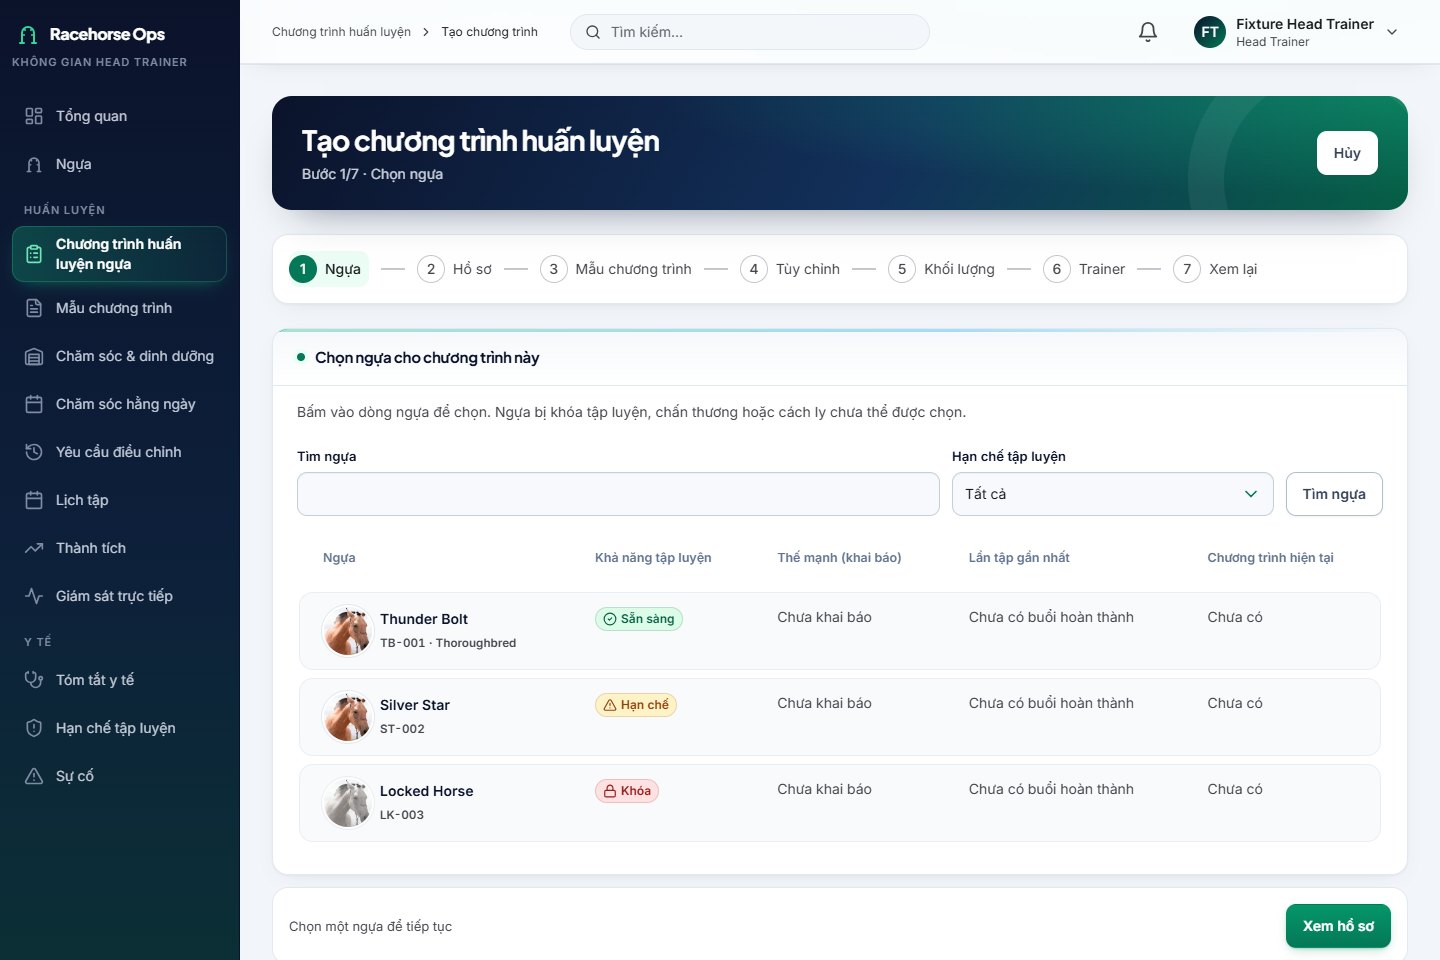 Racehorse Ops
KHÔNG GIAN HEAD TRAINER
Tổng quan
Ngựa
HUẤN LUYỆN
Chương trình huấn
luyện ngựa
Mẫu chương trình
Chăm sóc & dinh dưỡng
Chăm sóc hằng ngày
Yêu cầu điều chỉnh
Lịch tập
Thành tích
Giám sát trực tiếp
Y TẾ
Tóm tắt y tế
Hạn chế tập luyện
Sự cố
Chương trình huấn luyện > Tạo chương trình
Tìm kiếm...
FT
Fixture Head Trainer
Head Trainer
Tạo chương trình huấn luyện
Bước 1/7 · Chọn ngựa
Hủy
1 Ngựa
2 Hồ sơ
3 Mẫu chương trình
4 Tùy chỉnh
5 Khối lượng
6 Trainer
7 Xem lại
Chọn ngựa cho chương trình này
Bấm vào dòng ngựa để chọn. Ngựa bị khóa tập luyện, chấn thương hoặc cách ly chưa thể được chọn.
Tìm ngựa
Hạn chế tập luyện
Tất cả
Tìm ngựa
Ngựa Khả năng tập luyện Thế mạnh (khai báo) Lần tập gần nhất Chương trình hiện tại
Thunder Bolt Sẵn sàng Chưa khai báo Chưa có buổi hoàn thành Chưa có
TB-001 · Thoroughbred
Silver Star Hạn chế Chưa khai báo Chưa có buổi hoàn thành Chưa có
ST-002
Locked Horse Khóa Chưa khai báo Chưa có buổi hoàn thành Chưa có
LK-003
Chọn một ngựa để tiếp tục
Xem hồ sơ